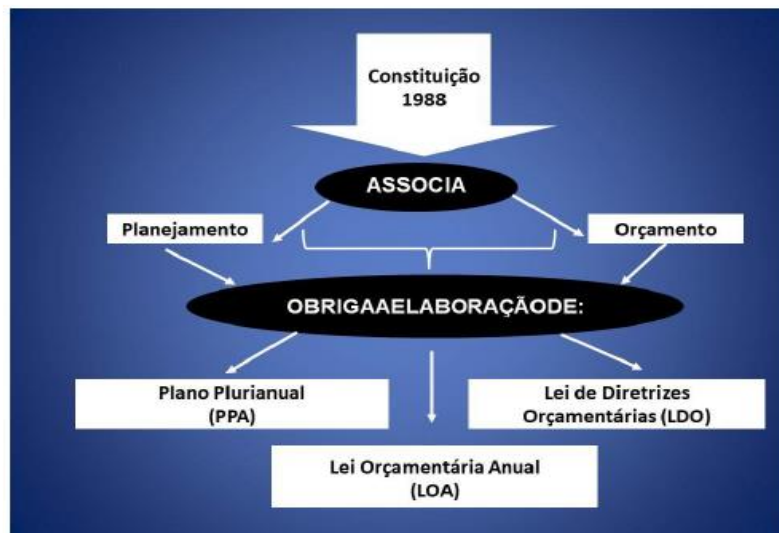 Constituição
1988
ASSOCIA
Planejamento
Orçamento
OBRIGAAELABORAÇÃODE:
Plano Plurianual
(PPA)
Lei de Diretrizes
Orçamentárias (LDO)
Lei Orçamentária Anual
(LOA)